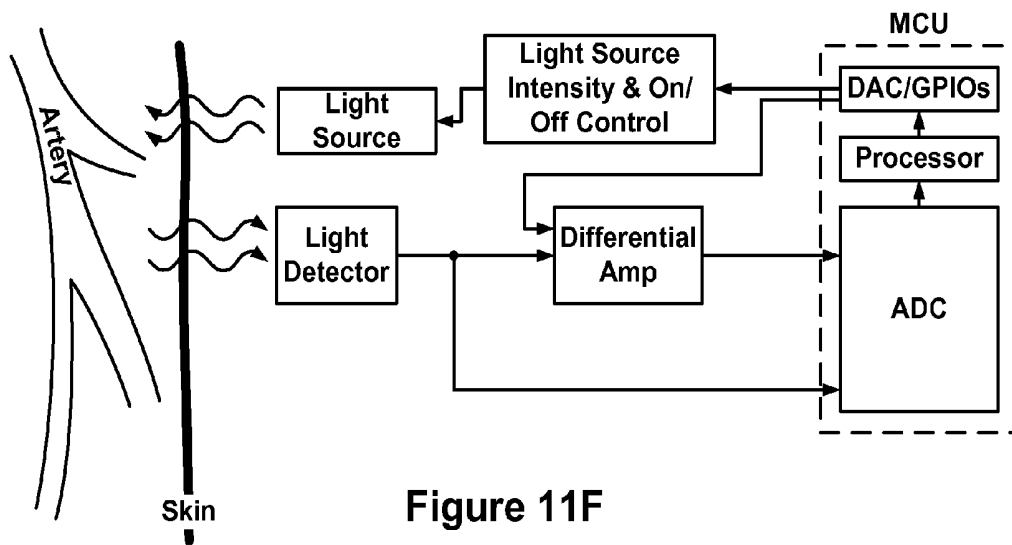 MCU
Light Source
Intensity & On/
Off Control
DAC/GPIOs
Light
Source
Processor
Artery
Light
Detector
Differential
Amp
ADC
Skin
Figure 11F